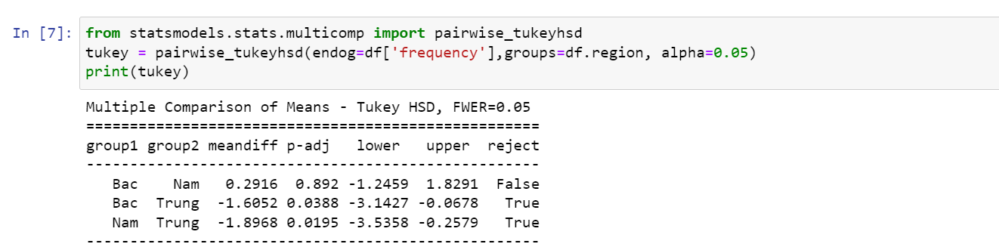 In [7]: from statsmodels.stats.multicomp import pairwise_tukeyhsd
tukey = pairwise_tukeyhsd(endog=df['frequency'],groups=df.region, alpha=0.05)
print(tukey)
Multiple Comparison of Means - Tukey HSD, FWER=0.05
====================================================
group1 group2 meandiff p-adj   lower   upper  reject
----------------------------------------------------
   Bac    Nam   0.2916  0.892 -1.2459  1.8291  False
   Bac  Trung  -1.6052 0.0388 -3.1427 -0.0678   True
   Nam  Trung  -1.8968 0.0195 -3.5358 -0.2579   True
----------------------------------------------------